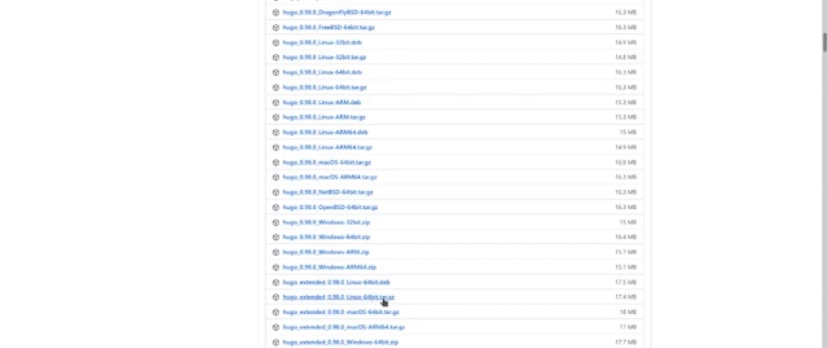 hugo_0.98.0_DragonFlyBSD-64bit.tar.gz 16.3 MB
hugo_0.98.0_FreeBSD-64bit.tar.gz 16.3 MB
hugo_0.98.0_Linux-32bit.deb 14.9 MB
hugo_0.98.0_Linux-32bit.tar.gz 14.8 MB
hugo_0.98.0_Linux-64bit.deb 16.3 MB
hugo_0.98.0_Linux-64bit.tar.gz 16.3 MB
hugo_0.98.0_Linux-ARM.deb 15.3 MB
hugo_0.98.0_Linux-ARM.tar.gz 15.3 MB
hugo_0.98.0_Linux-ARM64.deb 15 MB
hugo_0.98.0_Linux-ARM64.tar.gz 14.9 MB
hugo_0.98.0_macOS-64bit.tar.gz 16.8 MB
hugo_0.98.0_macOS-ARM64.tar.gz 16.3 MB
hugo_0.98.0_NetBSD-64bit.tar.gz 16.3 MB
hugo_0.98.0_OpenBSD-64bit.tar.gz 16.3 MB
hugo_0.98.0_Windows-32bit.zip 15 MB
hugo_0.98.0_Windows-64bit.zip 16.4 MB
hugo_0.98.0_Windows-ARM.zip 15.7 MB
hugo_0.98.0_Windows-ARM64.zip 15.1 MB
hugo_extended_0.98.0_Linux-64bit.deb 17.5 MB
hugo_extended_0.98.0_Linux-64bit.tar.gz 17.4 MB
hugo_extended_0.98.0_macOS-64bit.tar.gz 18 MB
hugo_extended_0.98.0_macOS-ARM64.tar.gz 17 MB
hugo_extended_0.98.0_Windows-64bit.zip 17.7 MB